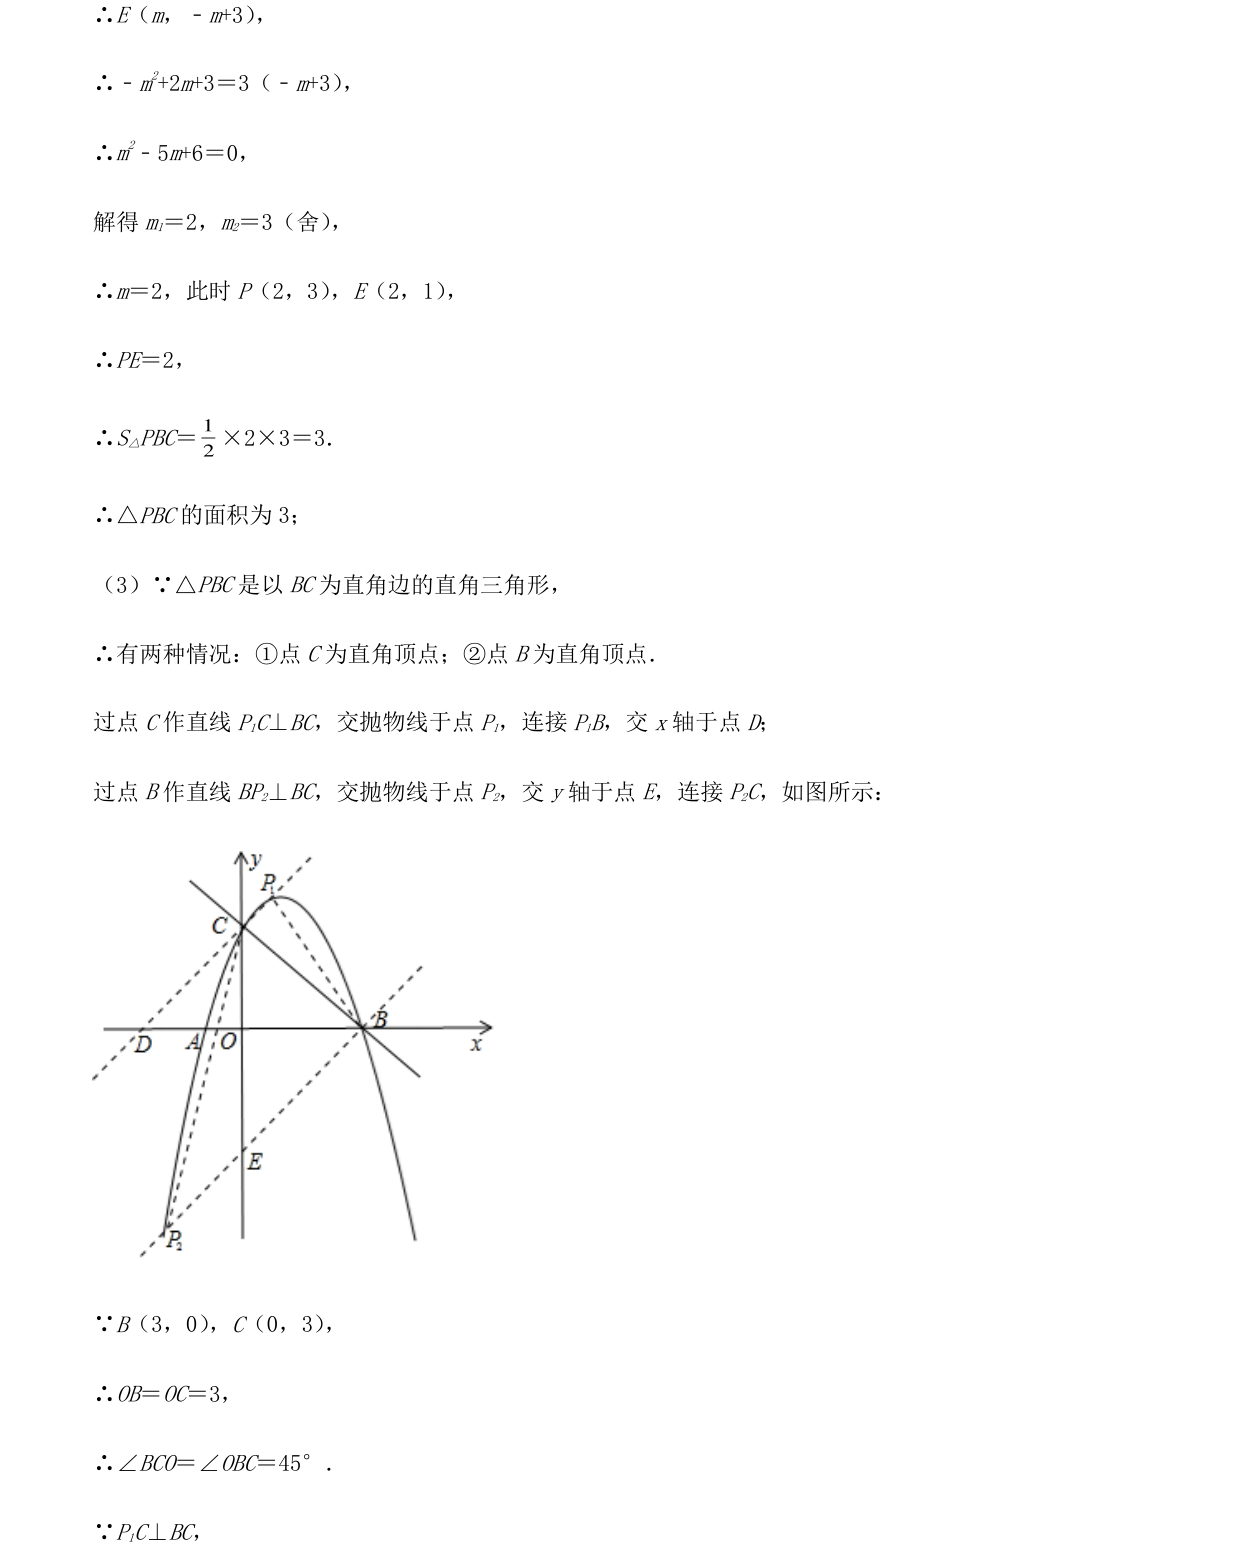 ∴E（m，﹣m+3），
∴﹣m²+2m+3＝3（﹣m+3），
∴m²﹣5m+6＝0，
解得 m₁＝2，m₂＝3（舍），
∴m＝2，此时 P（2，3），E（2，1），
∴PE＝2，
∴S△PBC＝1/2×2×3＝3．
∴△PBC 的面积为 3；
（3）∵△PBC 是以 BC 为直角边的直角三角形，
∴有两种情况：①点 C 为直角顶点；②点 B 为直角顶点．
过点 C 作直线 P₁C⊥BC，交抛物线于点 P₁，连接 P₁B，交 x 轴于点 D；
过点 B 作直线 BP₂⊥BC，交抛物线于点 P₂，交 y 轴于点 E，连接 P₂C，如图所示：
y
P₁
C
B
D
A
O
x
E
P₂
∵B（3，0），C（0，3），
∴OB＝OC＝3，
∴∠BCO＝∠OBC＝45°．
∵P₁C⊥BC，